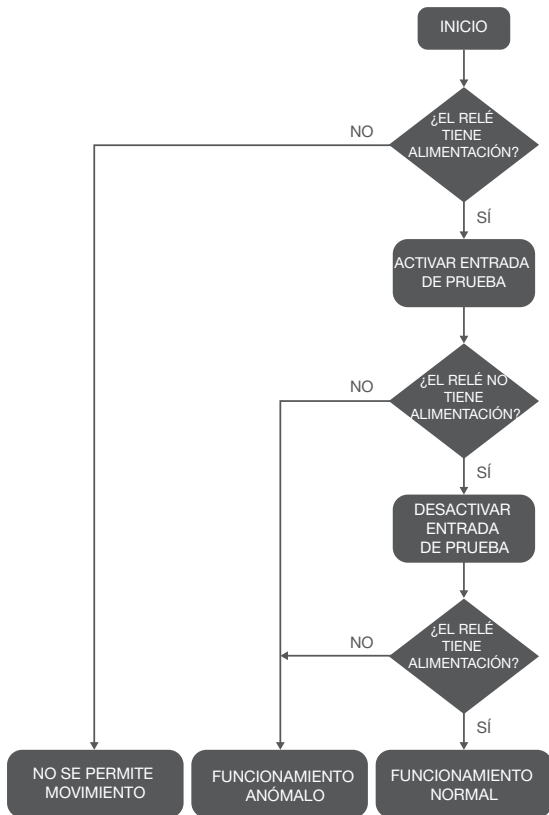 INICIO
¿EL RELÉ
TIENE
ALIMENTACIÓN?
NO
SÍ
ACTIVAR ENTRADA
DE PRUEBA
¿EL RELÉ NO
TIENE
ALIMENTACIÓN?
NO
SÍ
DESACTIVAR
ENTRADA
DE PRUEBA
¿EL RELÉ
TIENE
ALIMENTACIÓN?
NO
SÍ
NO SE PERMITE
MOVIMIENTO
FUNCIONAMIENTO
ANÓMALO
FUNCIONAMIENTO
NORMAL